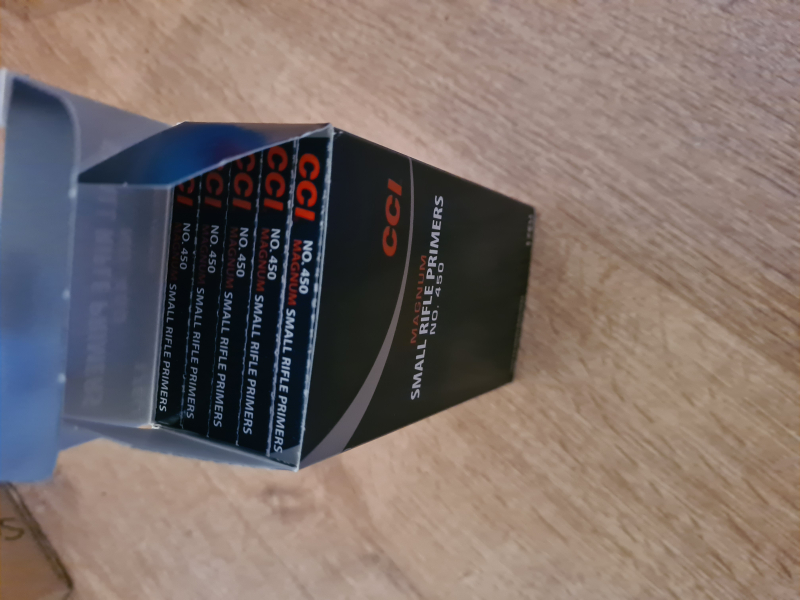 CCI
MAGNUM
SMALL RIFLE PRIMERS
NO. 450
CCI NO. 450
MAGNUM SMALL RIFLE PRIMERS
CCI NO. 450
MAGNUM SMALL RIFLE PRIMERS
CCI NO. 450
MAGNUM SMALL RIFLE PRIMERS
CCI NO. 450
MAGNUM SMALL RIFLE PRIMERS
CCI NO. 450
MAGNUM SMALL RIFLE PRIMERS